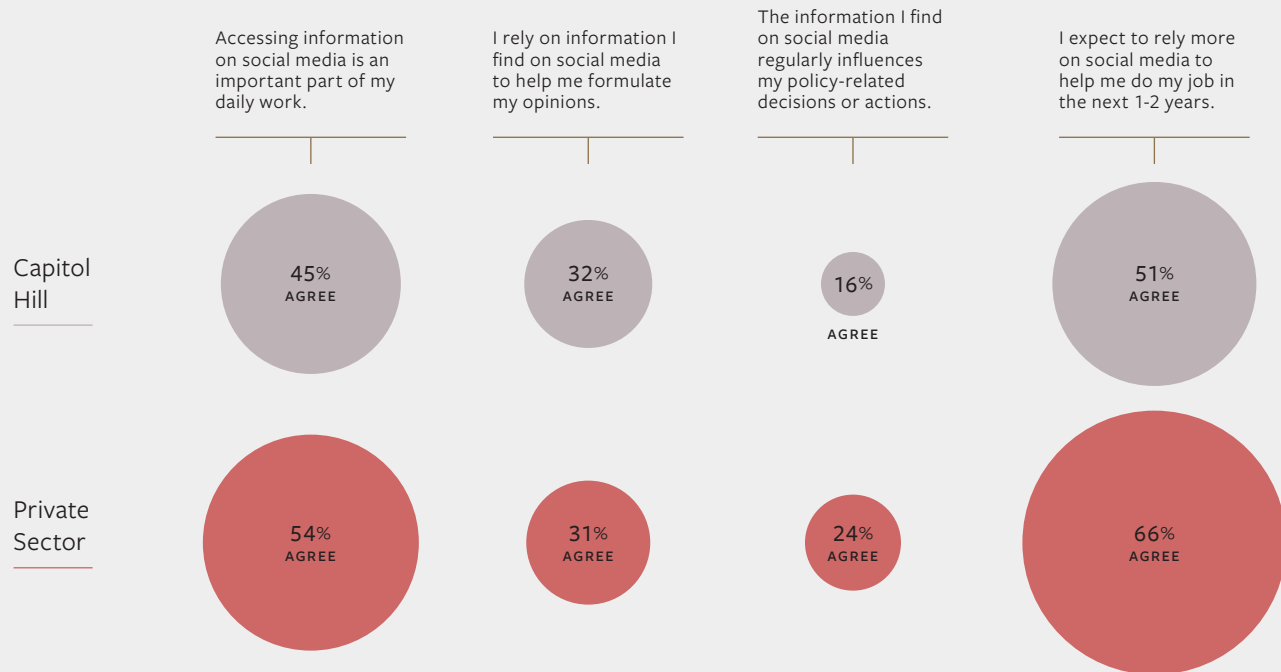 Accessing information
on social media is an
important part of my
daily work.
I rely on information I
find on social media
to help me formulate
my opinions.
The information I find
on social media
regularly influences
my policy-related
decisions or actions.
I expect to rely more
on social media to
help me do my job in
the next 1-2 years.
Capitol
Hill
45%
AGREE
32%
AGREE
16%
AGREE
51%
AGREE
Private
Sector
54%
AGREE
31%
AGREE
24%
AGREE
66%
AGREE